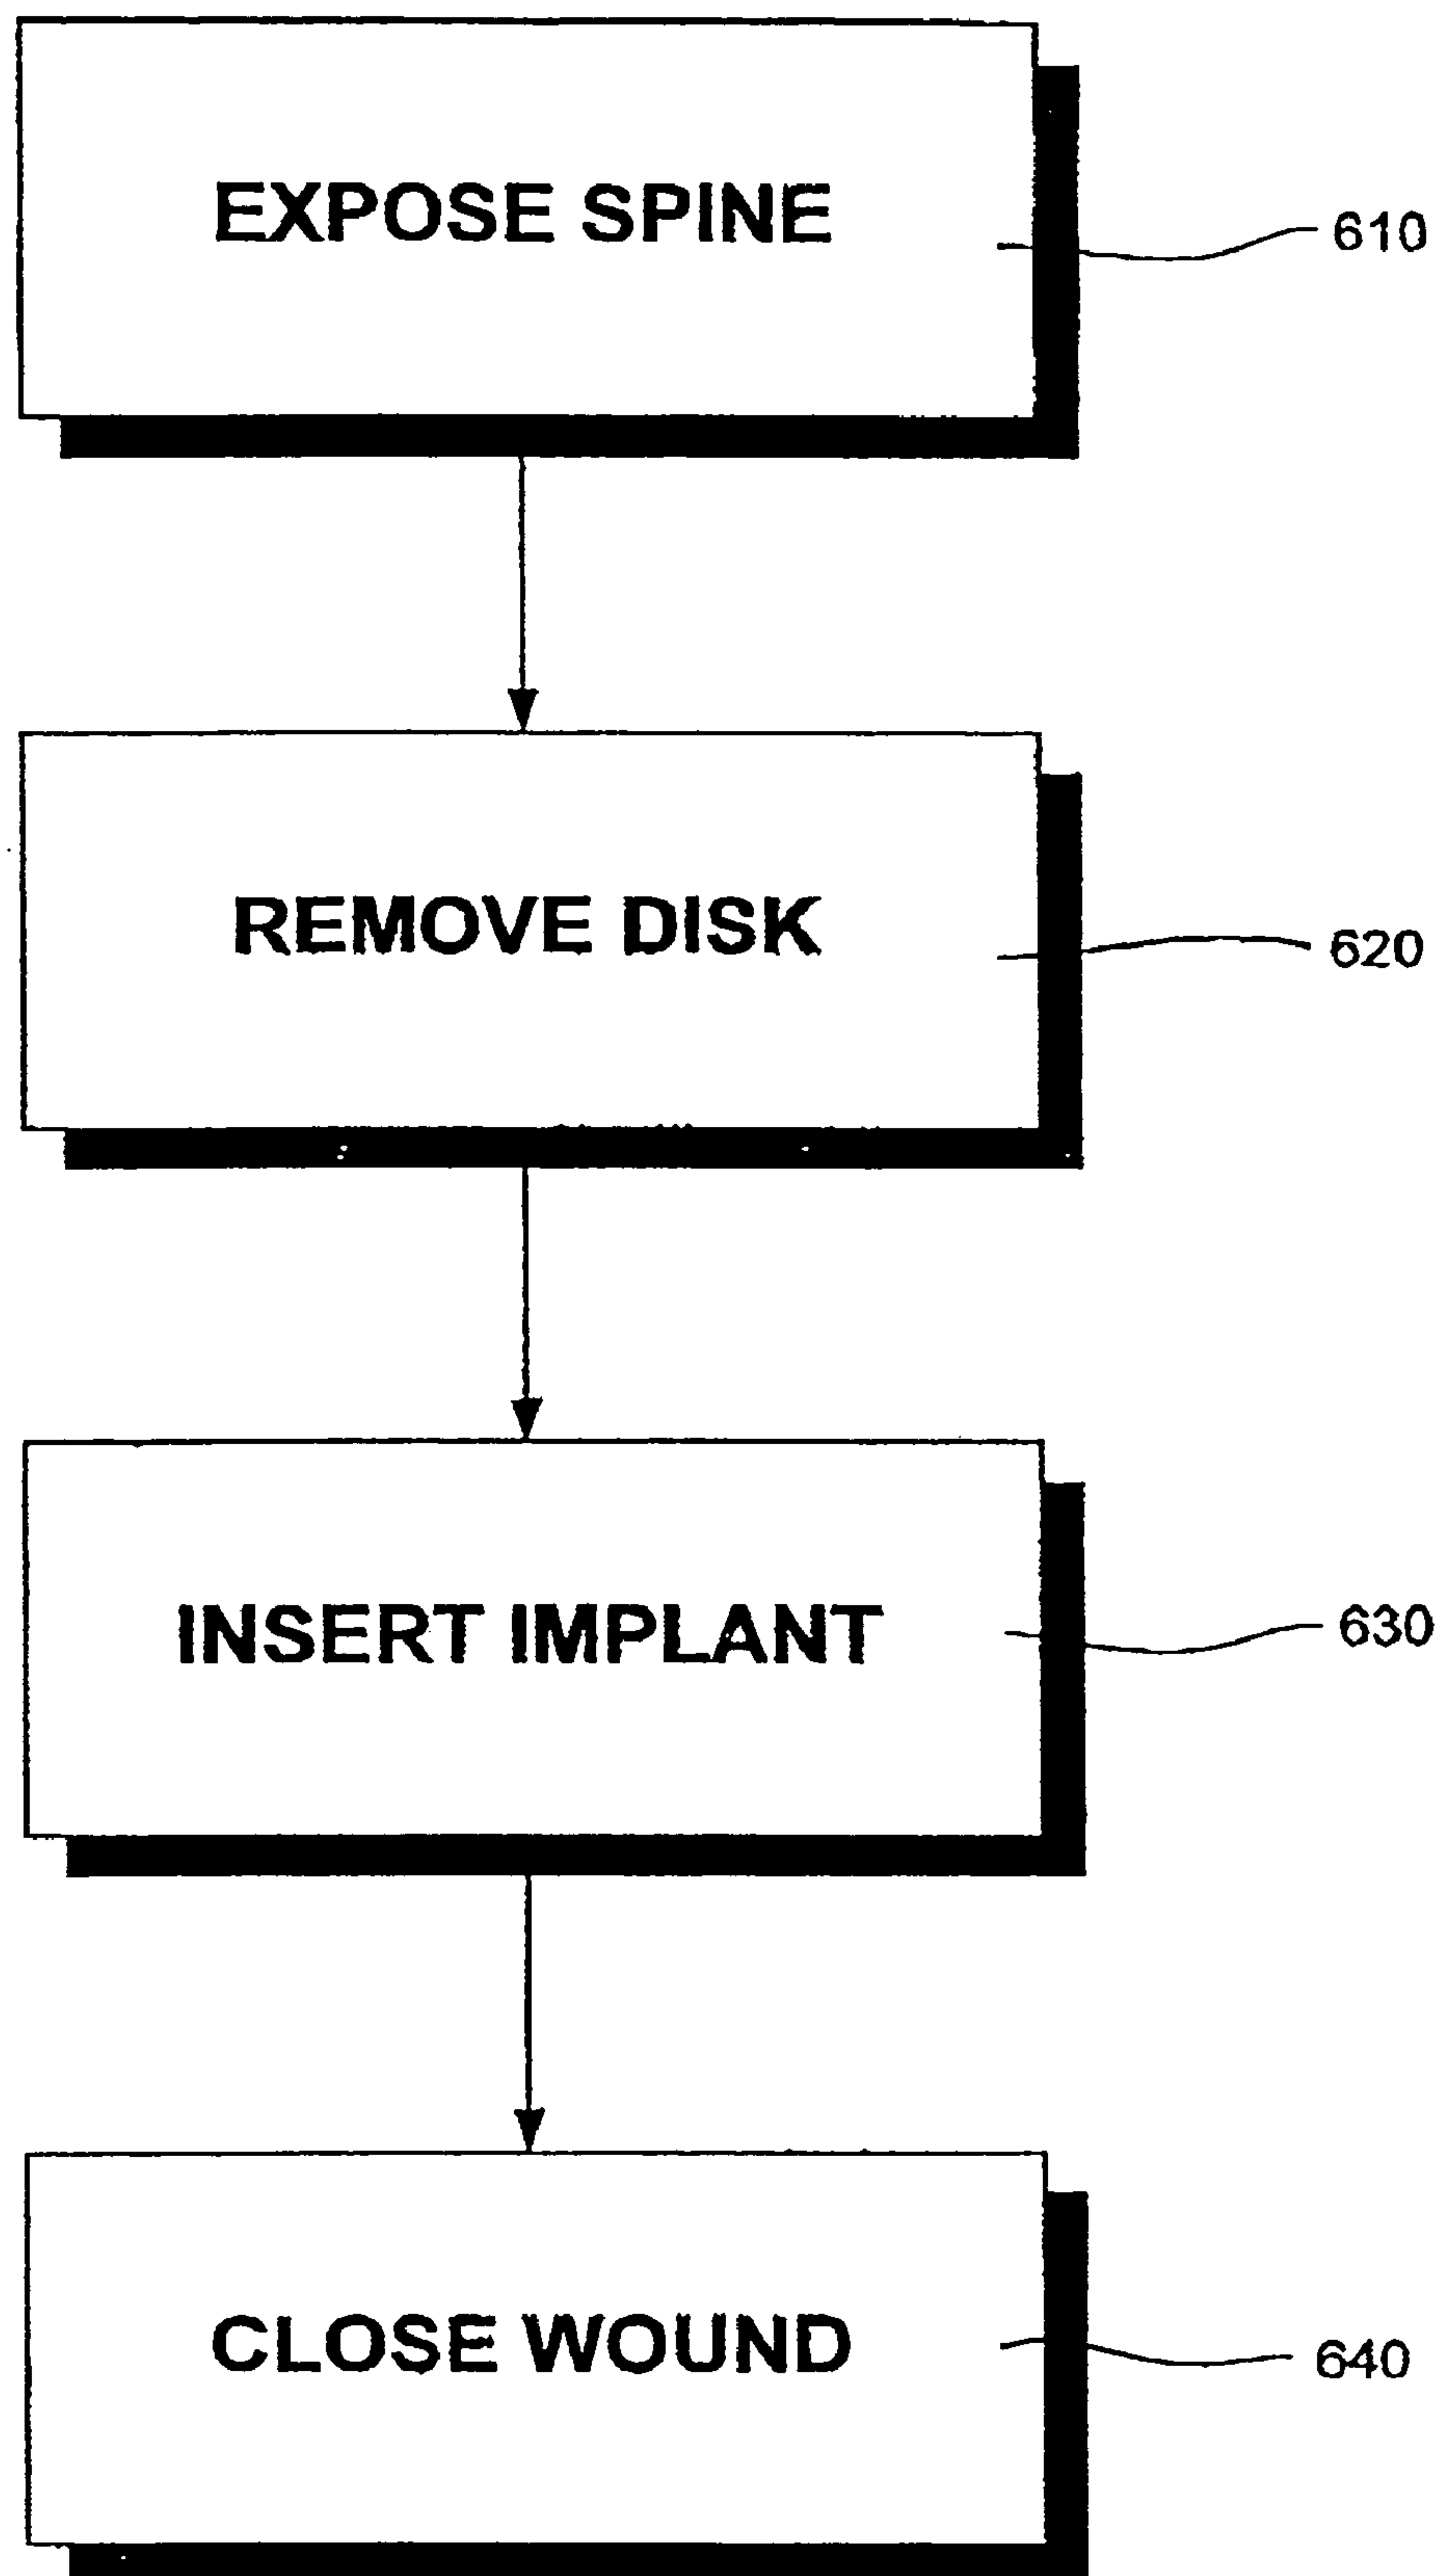 EXPOSE SPINE
610
REMOVE DISK
620
INSERT IMPLANT
630
CLOSE WOUND
640